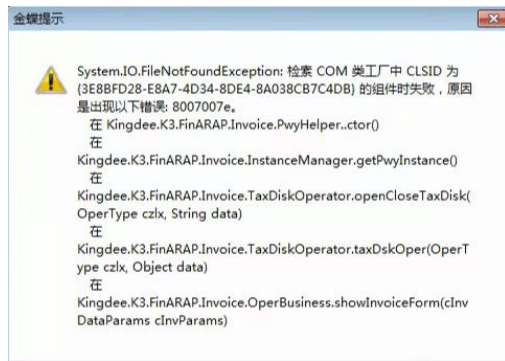 金蝶提示
System.IO.FileNotFoundException: 检索 COM 类工厂中 CLSID 为
{3E8BFD28-E8A7-4D34-8DE4-8A038CB7C4DB} 的组件时失败，原因
是出现以下错误: 8007007e。
在 Kingdee.K3.FinARAP.Invoice.PwyHelper..ctor()
在
Kingdee.K3.FinARAP.Invoice.InstanceManager.getPwyInstance()
在
Kingdee.K3.FinARAP.Invoice.TaxDiskOperator.openCloseTaxDisk(
OperType czlx, String data)
在
Kingdee.K3.FinARAP.Invoice.TaxDiskOperator.taxDskOper(OperT
ype czlx, Object data)
在
Kingdee.K3.FinARAP.Invoice.OperBusiness.showInvoiceForm(cInv
DataParams cInvParams)